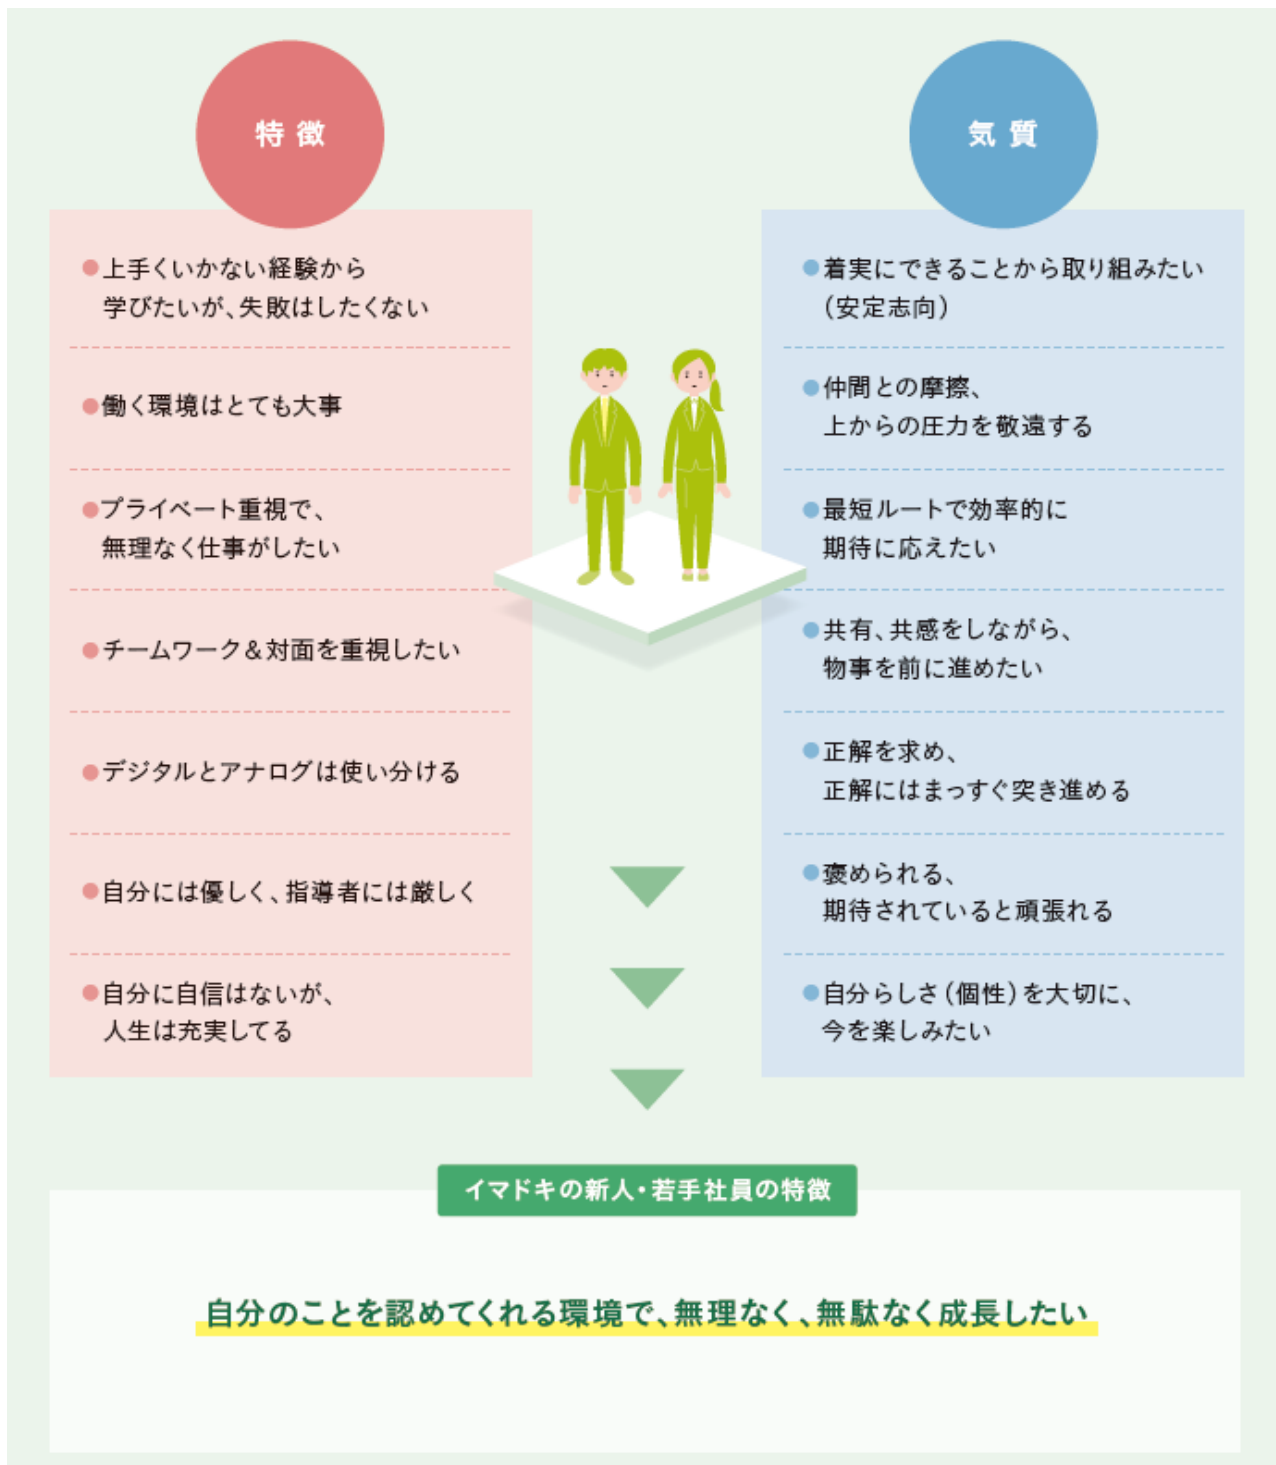 特徴
●上手くいかない経験から
学びたいが、失敗はしたくない
●働く環境はとても大事
●プライベート重視で、
無理なく仕事がしたい
●チームワーク＆対面を重視したい
●デジタルとアナログは使い分ける
●自分には優しく、指導者には厳しく
●自分に自信はないが、
人生は充実してる
気質
●着実にできることから取り組みたい
（安定志向）
●仲間との摩擦、
上からの圧力を敬遠する
●最短ルートで効率的に
期待に応えたい
●共有、共感をしながら、
物事を前に進めたい
●正解を求め、
正解にはまっすぐ突き進める
●褒められる、
期待されていると頑張れる
●自分らしさ（個性）を大切に、
今を楽しみたい
イマドキの新人・若手社員の特徴
自分のことを認めてくれる環境で、無理なく、無駄なく成長したい